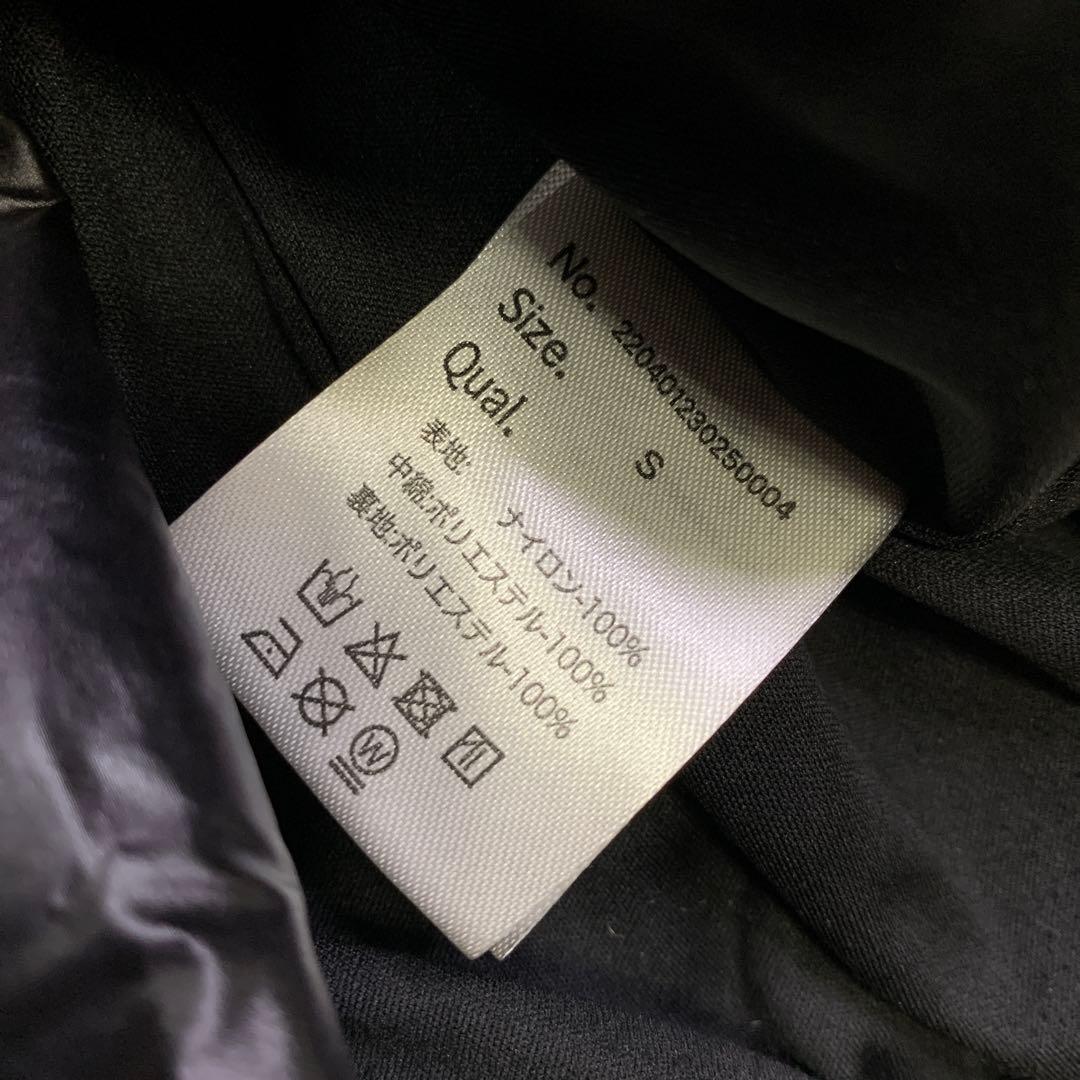 No. 220401230250004
Size. S
Qual.
表地: ナイロン-100%
中綿:ポリエステル-100%
裏地:ポリエステル-100%
W